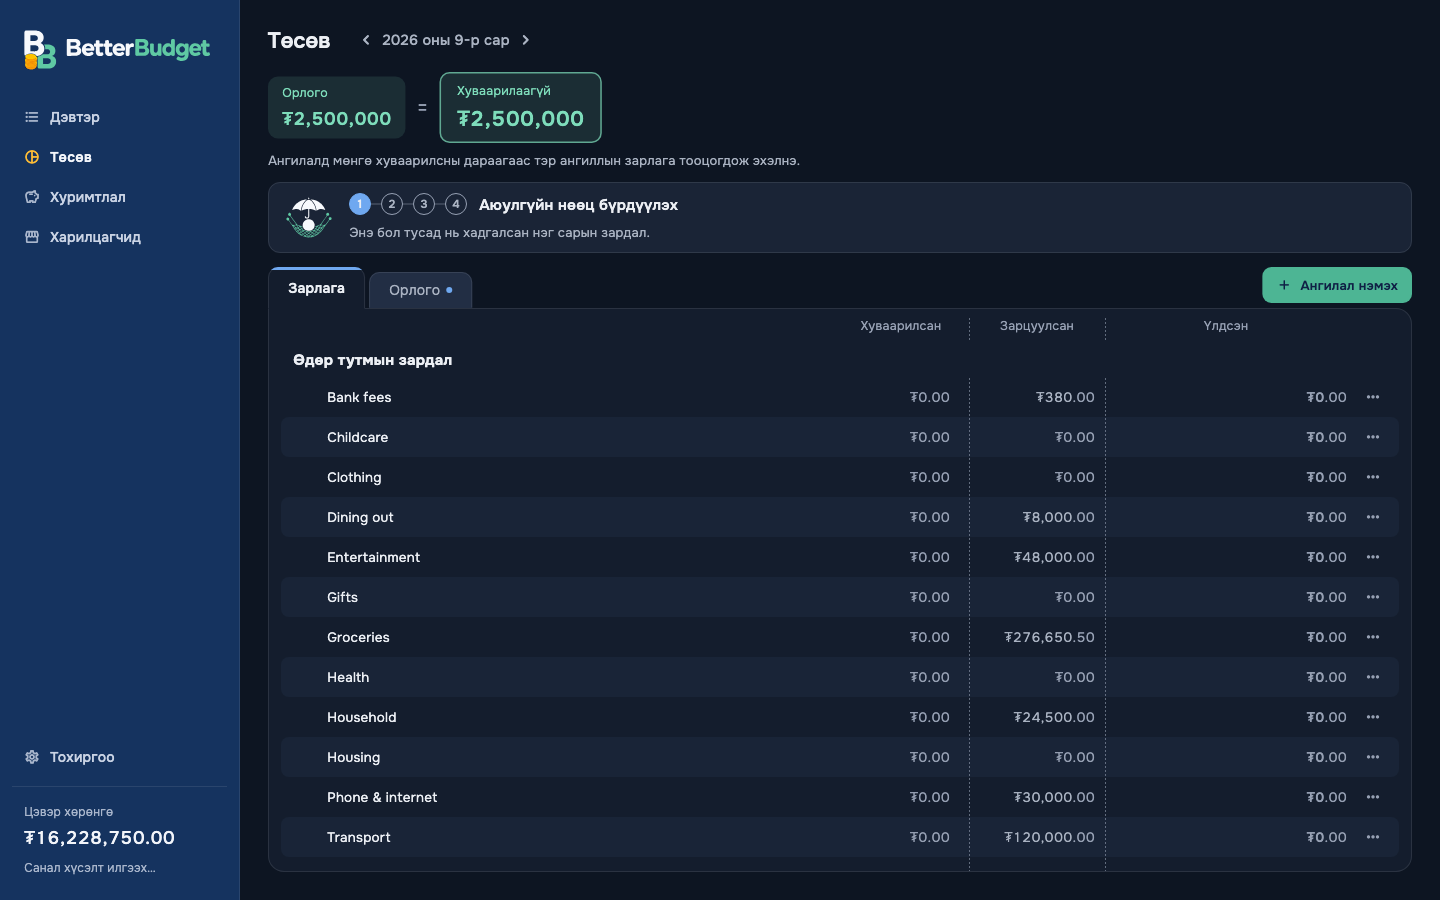 BetterBudget
Дэвтэр
Төсөв
Хуримтлал
Харилцагчид
Тохиргоо
Цэвэр хөрөнгө
₮16,228,750.00
Санал хүсэлт илгээх...
Төсөв
2026 оны 9-р сар
Орлого
₮2,500,000
=
Хуваарилаагүй
₮2,500,000
Ангилалд мөнгө хуваарилсны дараагаас тэр ангиллын зарлага тооцогдож эхэлнэ.
1 2 3 4 Аюулгүйн нөөц бүрдүүлэх
Энэ бол тусад нь хадгалсан нэг сарын зардал.
Зарлага
Орлого
+ Ангилал нэмэх
Хуваарилсан Зарцуулсан Үлдсэн
Өдөр тутмын зардал
Bank fees ₮0.00 ₮380.00 ₮0.00
Childcare ₮0.00 ₮0.00 ₮0.00
Clothing ₮0.00 ₮0.00 ₮0.00
Dining out ₮0.00 ₮8,000.00 ₮0.00
Entertainment ₮0.00 ₮48,000.00 ₮0.00
Gifts ₮0.00 ₮0.00 ₮0.00
Groceries ₮0.00 ₮276,650.50 ₮0.00
Health ₮0.00 ₮0.00 ₮0.00
Household ₮0.00 ₮24,500.00 ₮0.00
Housing ₮0.00 ₮0.00 ₮0.00
Phone & internet ₮0.00 ₮30,000.00 ₮0.00
Transport ₮0.00 ₮120,000.00 ₮0.00